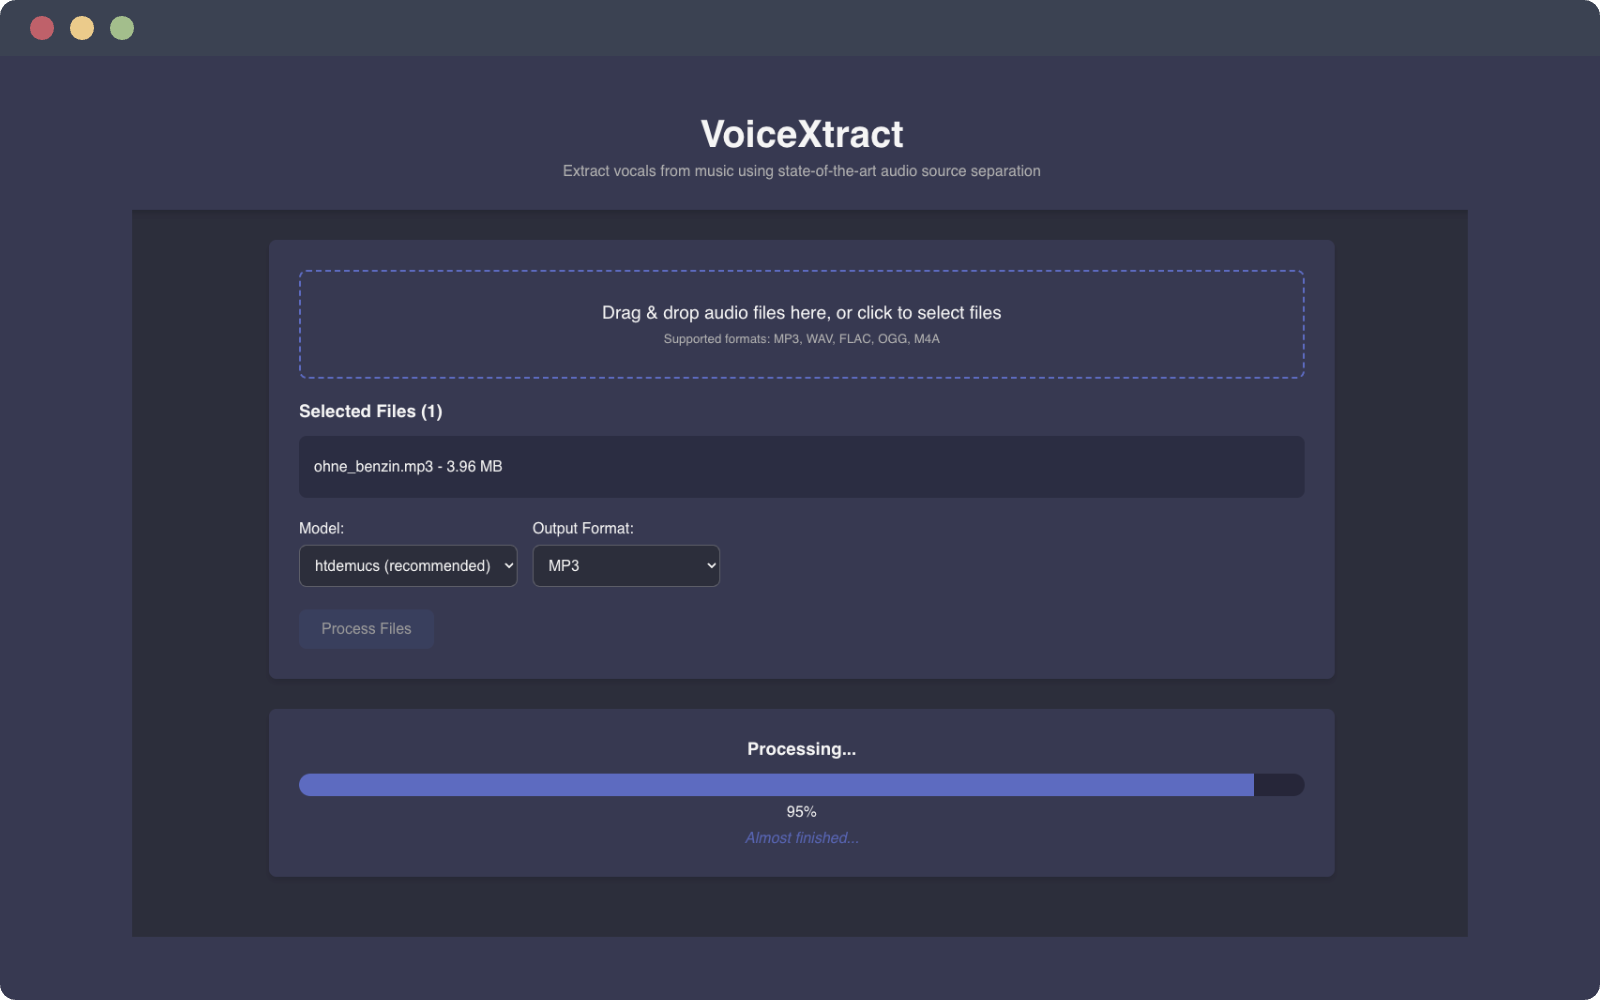 VoiceXtract
Extract vocals from music using state-of-the-art audio source separation
Drag & drop audio files here, or click to select files
Supported formats: MP3, WAV, FLAC, OGG, M4A
Selected Files (1)
ohne_benzin.mp3 - 3.96 MB
Model: Output Format:
htdemucs (recommended) MP3
Process Files
Processing...
95%
Almost finished...